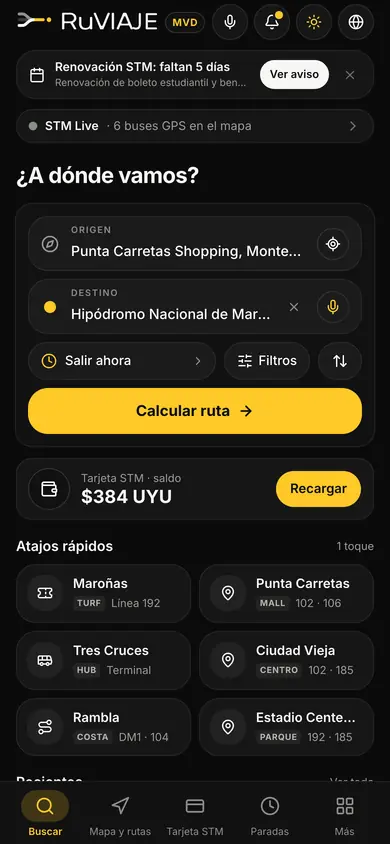 RuVIAJE MVD
Renovación STM: faltan 5 días
Renovación de boleto estudiantil y ben...
Ver aviso
STM Live · 6 buses GPS en el mapa
¿A dónde vamos?
ORIGEN
Punta Carretas Shopping, Monte...
DESTINO
Hipódromo Nacional de Mar...
Salir ahora
Filtros
Calcular ruta →
Tarjeta STM · saldo
$384 UYU
Recargar
Atajos rápidos
1 toque
Maroñas
TURF Línea 192
Punta Carretas
MALL 102 · 106
Tres Cruces
HUB Terminal
Ciudad Vieja
CENTRO 102 · 185
Rambla
COSTA DM1 · 104
Estadio Cente...
PARQUE 192 · 185
Recientes
Ver todo
Buscar
Mapa y rutas
Tarjeta STM
Paradas
Más